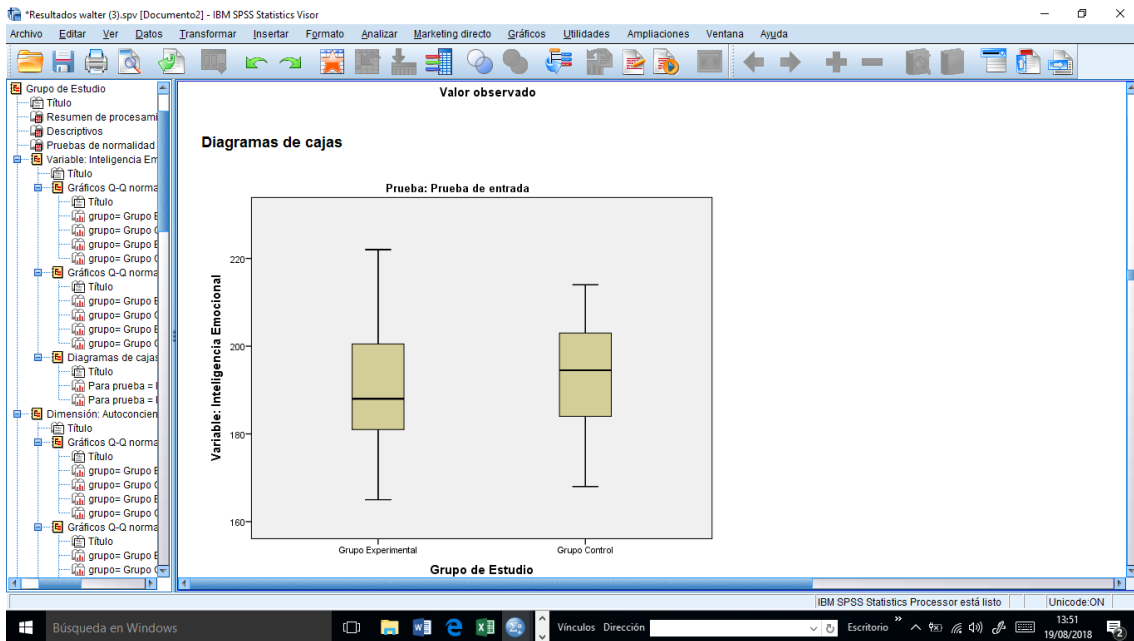 *Resultados walter (3).spv [Documento2] - IBM SPSS Statistics Visor
Archivo Editar Ver Datos Transformar Insertar Formato Analizar Marketing directo Gráficos Utilidades Ampliaciones Ventana Ayuda
Grupo de Estudio
Título
Resumen de procesami
Descriptivos
Pruebas de normalidad
Variable: Inteligencia Em
Título
Gráficos Q-Q norma
Título
grupo= Grupo E
grupo= Grupo C
grupo= Grupo E
grupo= Grupo C
Gráficos Q-Q norma
Título
grupo= Grupo E
grupo= Grupo C
grupo= Grupo E
grupo= Grupo C
Diagramas de cajas
Título
Para prueba = 
Para prueba = 
Dimensión: Autoconcien
Título
Gráficos Q-Q norma
Título
grupo= Grupo E
grupo= Grupo C
grupo= Grupo E
grupo= Grupo C
Gráficos Q-Q norma
Título
grupo= Grupo E
grupo= Grupo C
Valor observado
Diagramas de cajas
Prueba: Prueba de entrada
Variable: Inteligencia Emocional
220
200
180
160
Grupo Experimental Grupo Control
Grupo de Estudio
IBM SPSS Statistics Processor está listo Unicode:ON
Búsqueda en Windows
Vínculos Dirección
Escritorio
13:51
19/08/2018